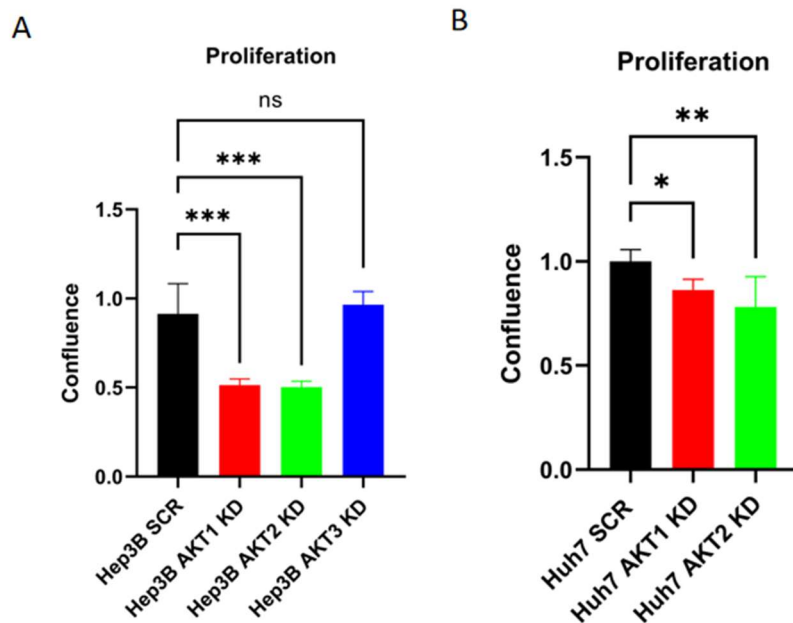 A
Proliferation
ns
***
***
Confluence
1.5
1.0
0.5
0.0
Hep3B SCR
Hep3B AKT1 KD
Hep3B AKT2 KD
Hep3B AKT3 KD
B
Proliferation
**
*
Confluence
1.5
1.0
0.5
0.0
Huh7 SCR
Huh7 AKT1 KD
Huh7 AKT2 KD